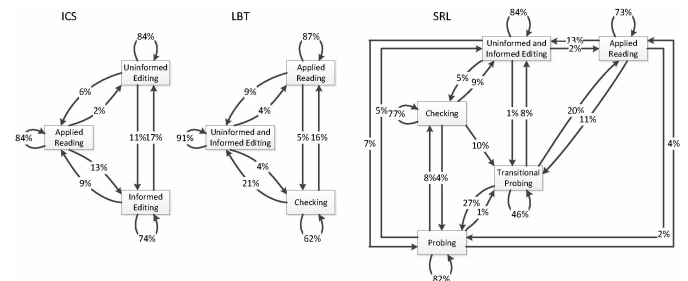 ICS
84%
Uninformed
Editing
6%
2%
84%
Applied
Reading
11%
17%
13%
9%
Informed
Editing
74%
LBT
87%
Applied
Reading
9%
4%
91%
Uninformed and
Informed Editing
5%
16%
4%
21%
Checking
62%
SRL
84%
73%
Uninformed and
Informed Editing
13%
2%
Applied
Reading
5%
9%
5%
77%
Checking
1%
8%
20%
11%
7%
10%
4%
Transitional
Probing
8%
4%
27%
1%
46%
2%
Probing
82%